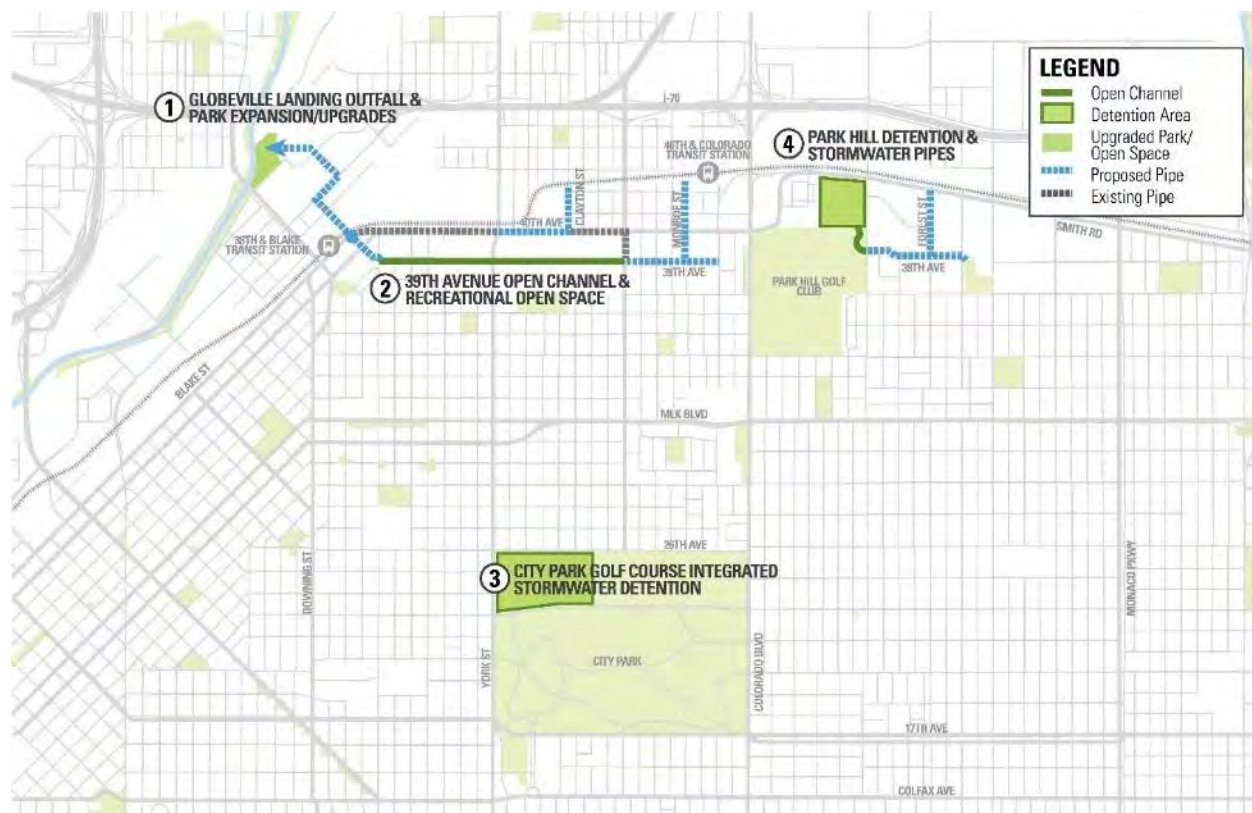 LEGEND
Open Channel
Detention Area
Upgraded Park/
Open Space
Proposed Pipe
Existing Pipe
1 GLOBEVILLE LANDING OUTFALL &
PARK EXPANSION/UPGRADES
I-70
4 PARK HILL DETENTION &
STORMWATER PIPES
40TH & COLORADO
TRANSIT STATION
CLAYTON ST
40TH AVE
MONROE ST
FOREST ST
SMITH RD
38TH & BLAKE
TRANSIT STATION
39TH AVE
39TH AVE
2 39TH AVENUE OPEN CHANNEL &
RECREATIONAL OPEN SPACE
PARK HILL GOLF
CLUB
BLAKE ST
MLK BLVD
26TH AVE
3 CITY PARK GOLF COURSE INTEGRATED
STORMWATER DETENTION
DOWNING ST
YORK ST
CITY PARK
COLORADO BLVD
MONACO PKWY
17TH AVE
COLFAX AVE